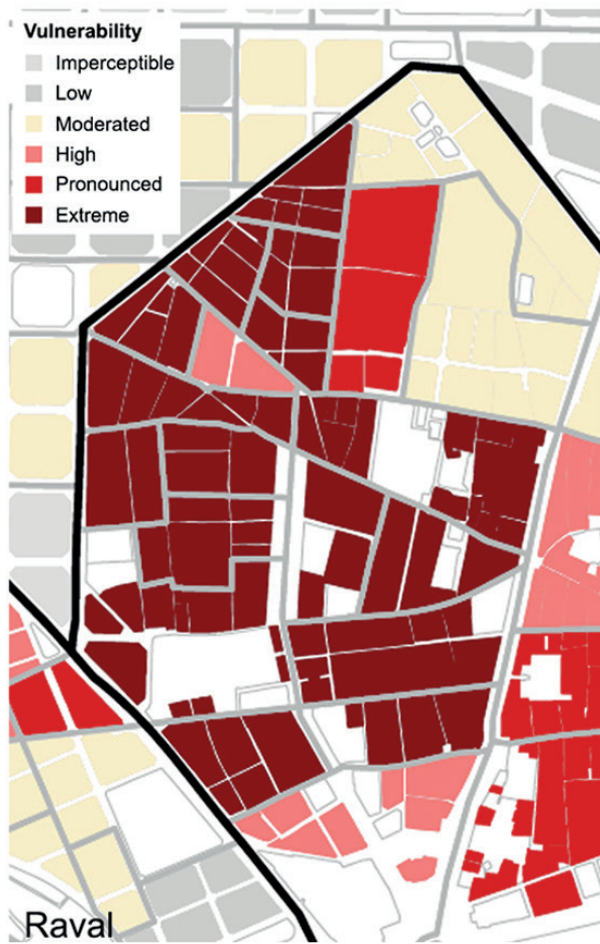 Vulnerability
Imperceptible
Low
Moderated
High
Pronounced
Extreme
Raval